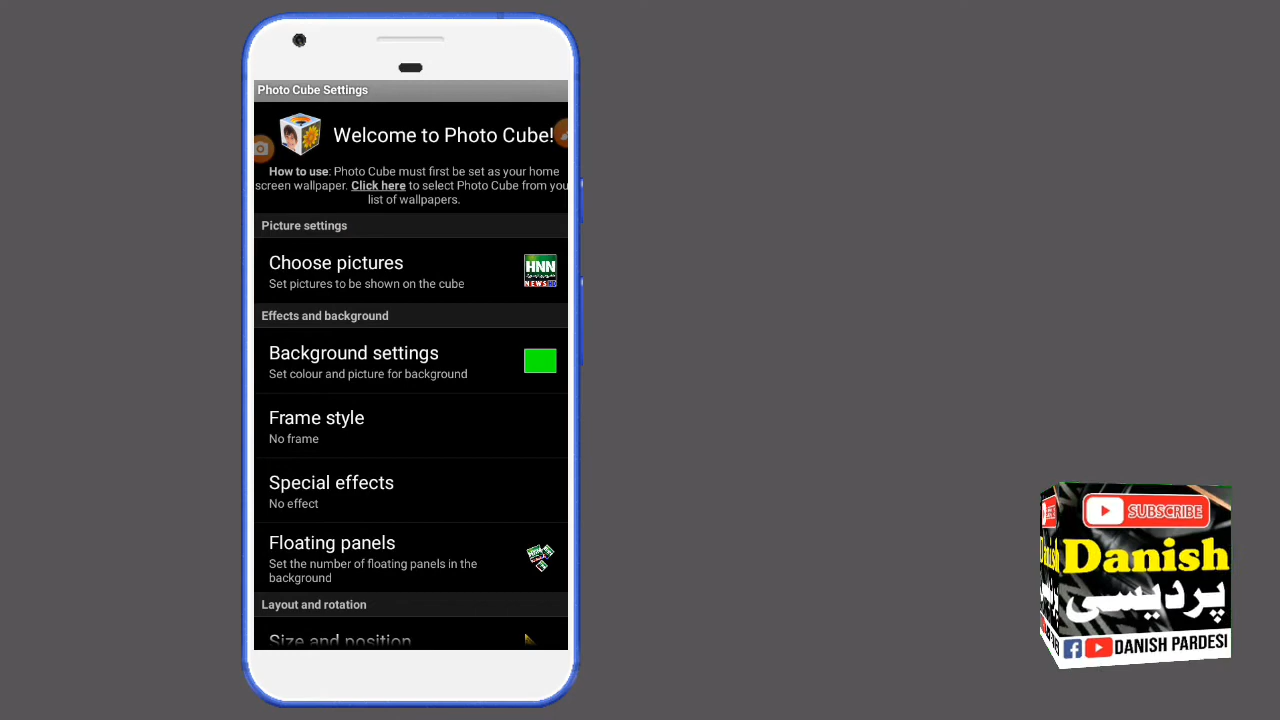 Photo Cube Settings
Welcome to Photo Cube!
How to use: Photo Cube must first be set as your home
screen wallpaper. Click here to select Photo Cube from you
list of wallpapers.
Picture settings
Choose pictures
Set pictures to be shown on the cube
HNN
NEWS HD
Effects and background
Background settings
Set colour and picture for background
Frame style
No frame
Special effects
No effect
Floating panels
Set the number of floating panels in the
background
Layout and rotation
Size and position
SUBSCRIBE
Danish
پردیسی
DANISH PARDESI